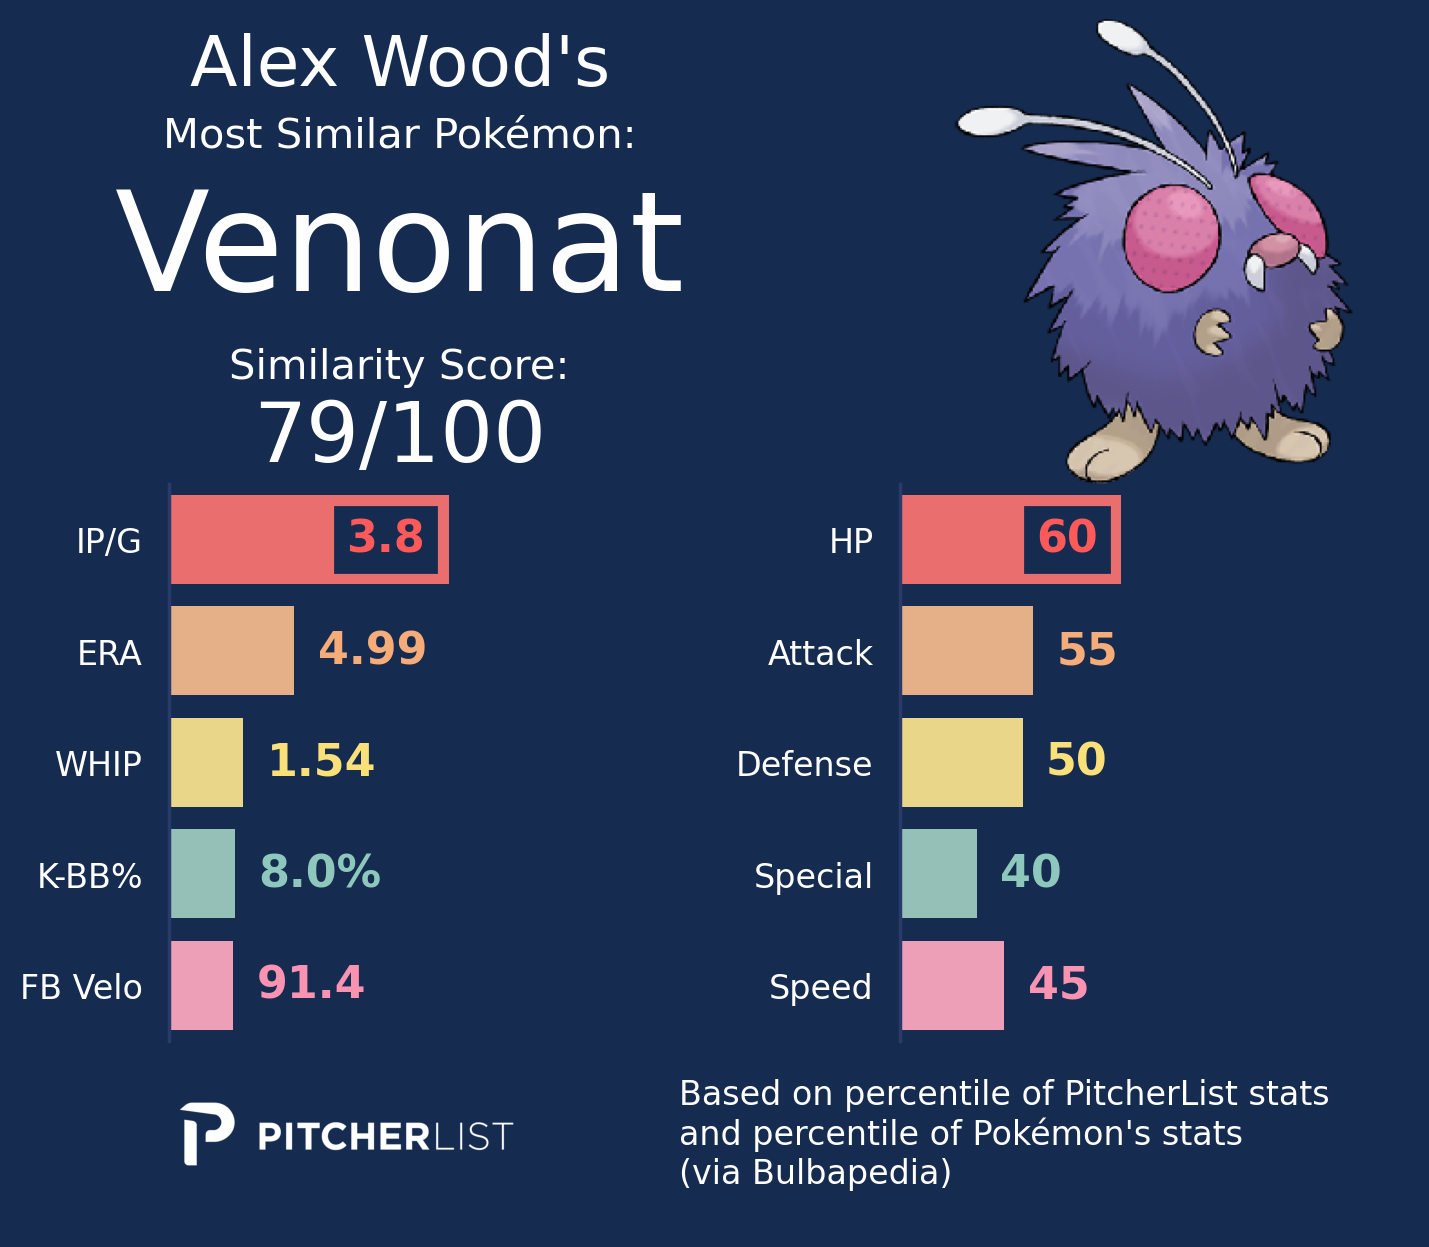 Alex Wood's
Most Similar Pokémon:
Venonat
Similarity Score:
79/100
IP/G 3.8
ERA 4.99
WHIP 1.54
K-BB% 8.0%
FB Velo 91.4
HP 60
Attack 55
Defense 50
Special 40
Speed 45
PITCHERLIST
Based on percentile of PitcherList stats
and percentile of Pokémon's stats
(via Bulbapedia)